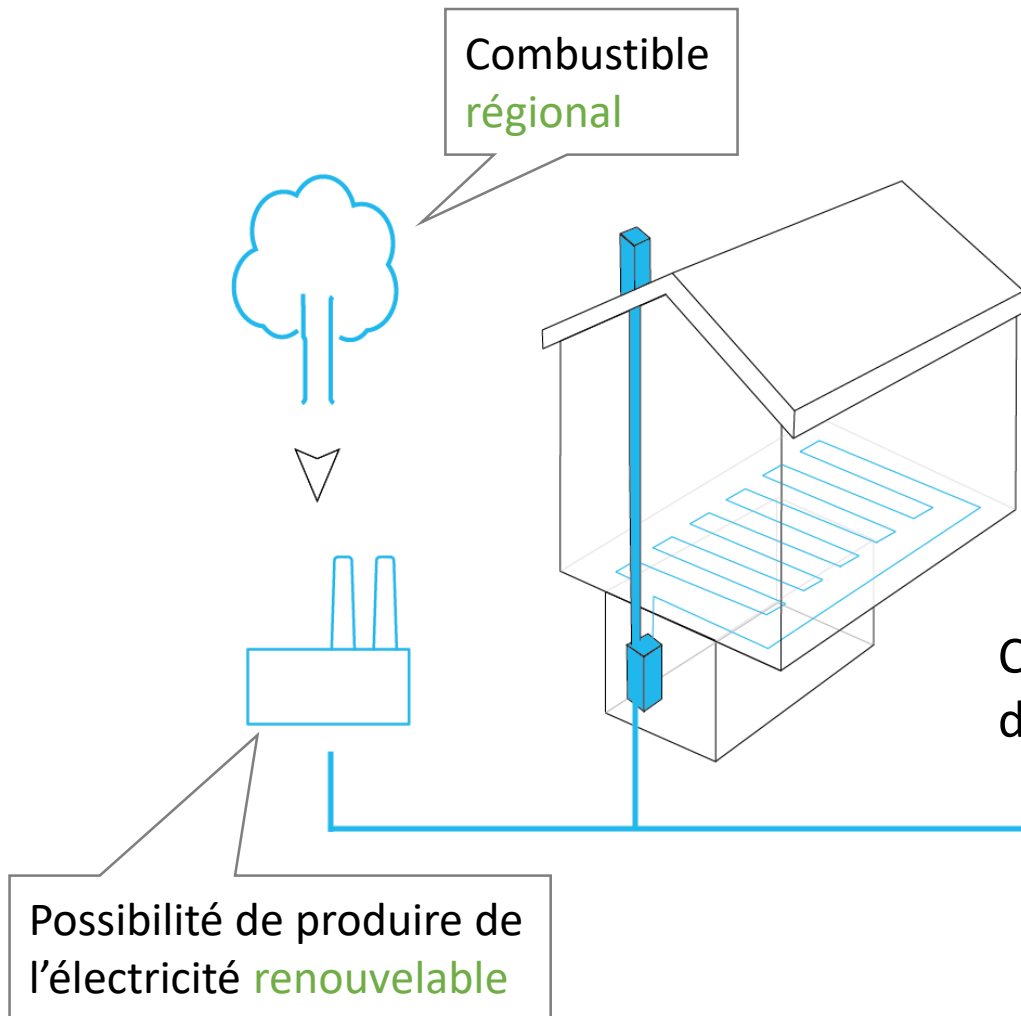 Combustible
régional
Possibilité de produire de
l’électricité renouvelable